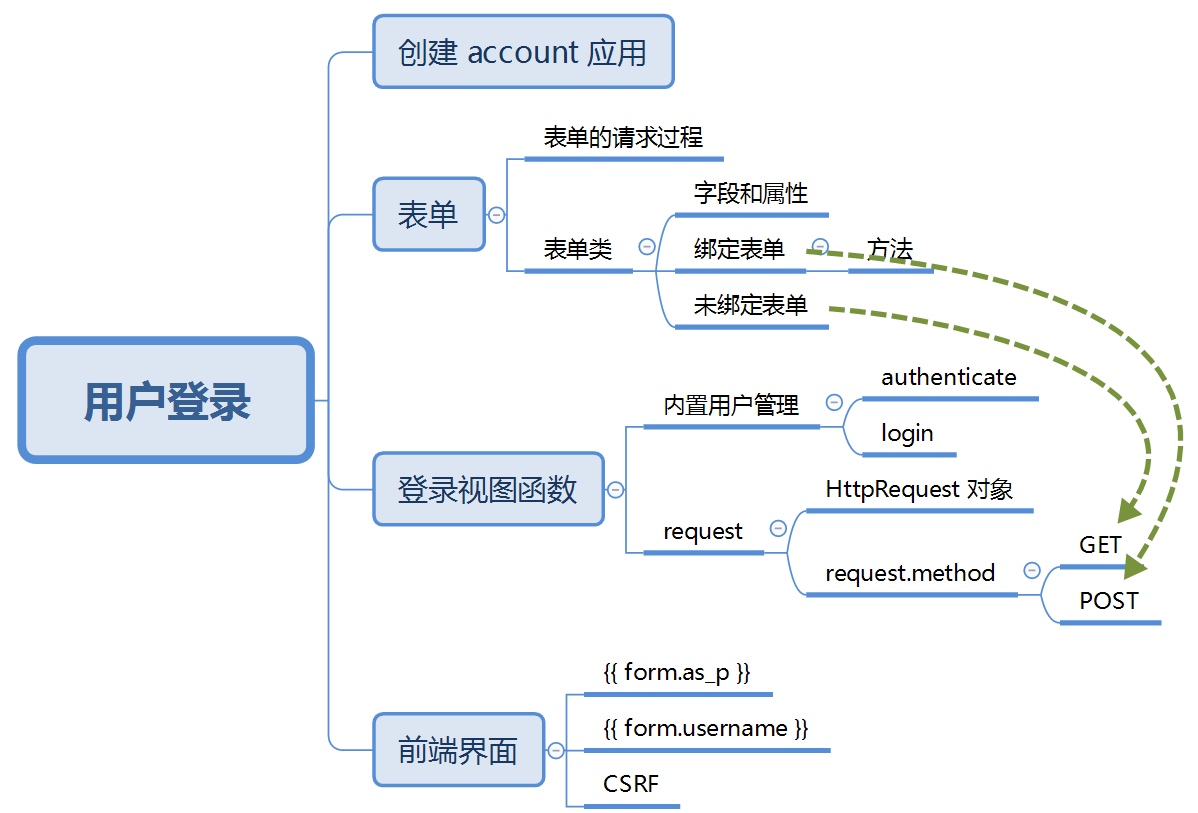 创建 account 应用
表单的请求过程
字段和属性
表单
表单类
绑定表单
方法
未绑定表单
用户登录
authenticate
内置用户管理
login
登录视图函数
HttpRequest 对象
request
GET
request.method
POST
{{ form.as_p }}
{{ form.username }}
前端界面
CSRF